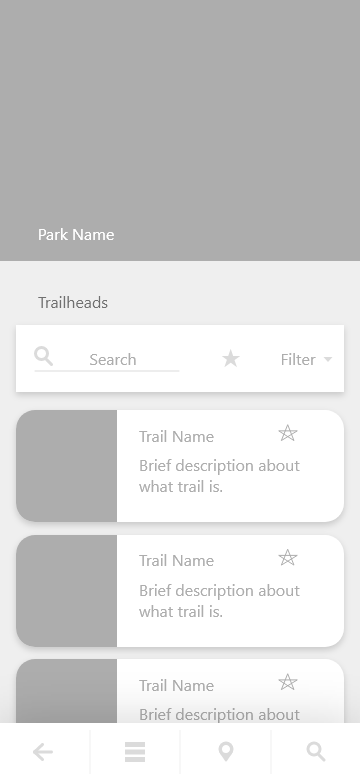 Park Name
Trailheads
Search
Filter
Trail Name
Brief description about
what trail is.
Trail Name
Brief description about
what trail is.
Trail Name
Brief description about